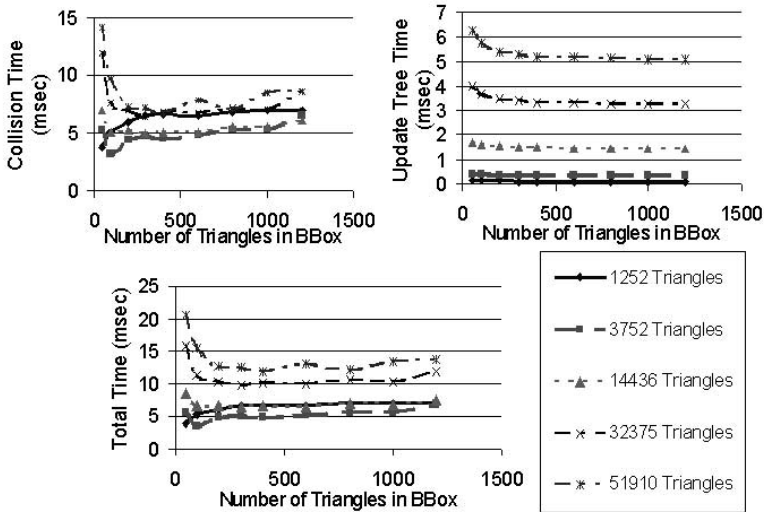 15
10
5
0
Collision Time
(msec)
0 500 1000 1500
Number of Triangles in BBox
7
6
5
4
3
2
1
0
Update Tree Time
(msec)
0 500 1000 1500
Number of Triangles in BBox
25
20
15
10
5
0
Total Time (msec)
0 500 1000 1500
Number of Triangles in BBox
1252 Triangles
3752 Triangles
14436 Triangles
32375 Triangles
51910 Triangles